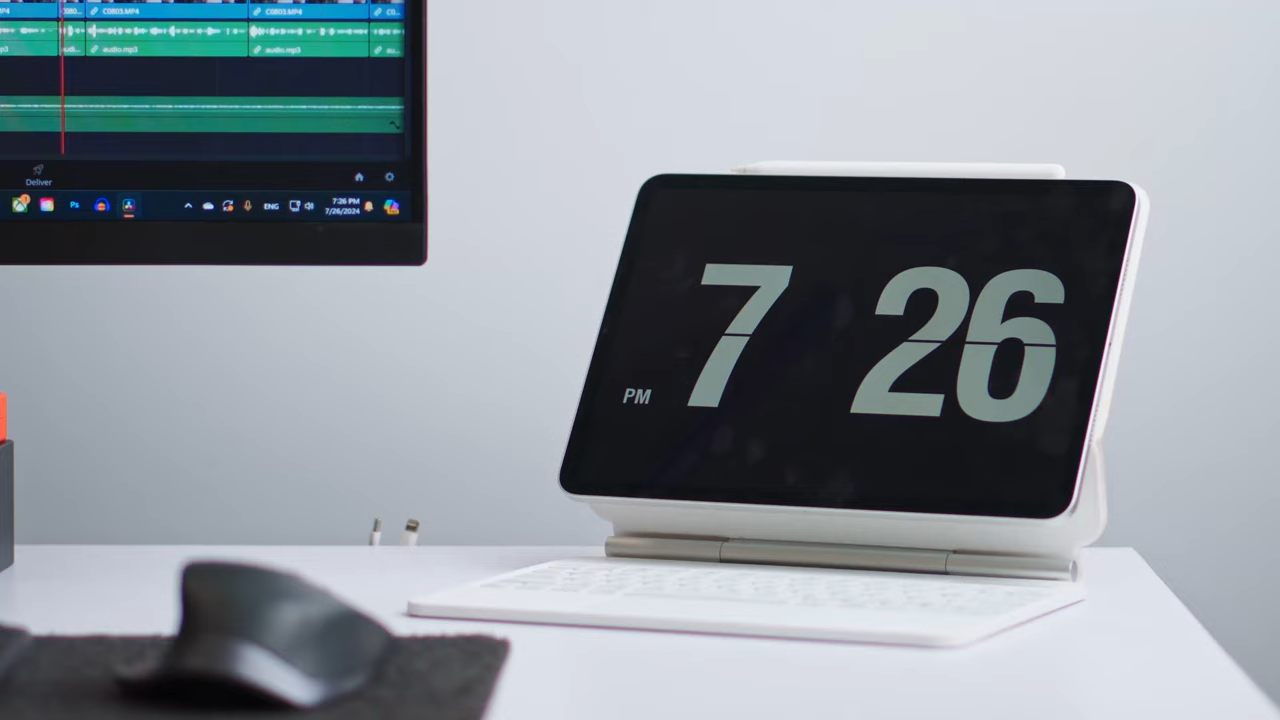 C0803.MP4 C0803.MP4
audio.mp3 audio.mp3
Deliver
Ps ENG 7:26 PM
7/26/2024
7 26
PM